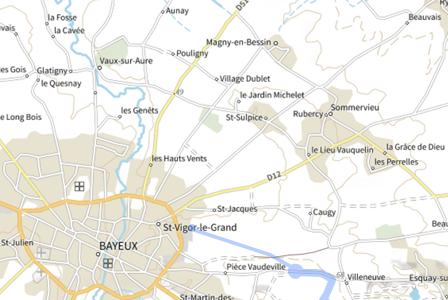 la Fosse
Aunay
D51
Beauvais
la Cavée
Magny-en-Bessin
Pouligny
Vaux-sur-Aure
Glatigny
Village Dublet
le Quesnay
le Jardin Michelet
Sommervieu
les Genêts
St-Sulpice
Rubercy
le Long Bois
la Grâce de Dieu
le Lieu Vauquelin
les Hauts Vents
les Perrelles
D12
St-Jacques
Caugy
St-Vigor-le-Grand
St-Julien
BAYEUX
Pièce Vaudeville
Villeneuve
Esquay-su
St-Martin-des-